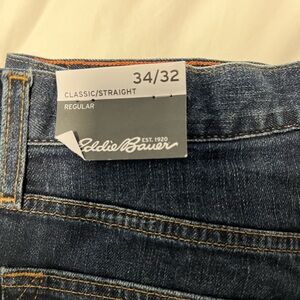 34/32
CLASSIC/STRAIGHT
REGULAR
EST. 1920
Eddie Bauer